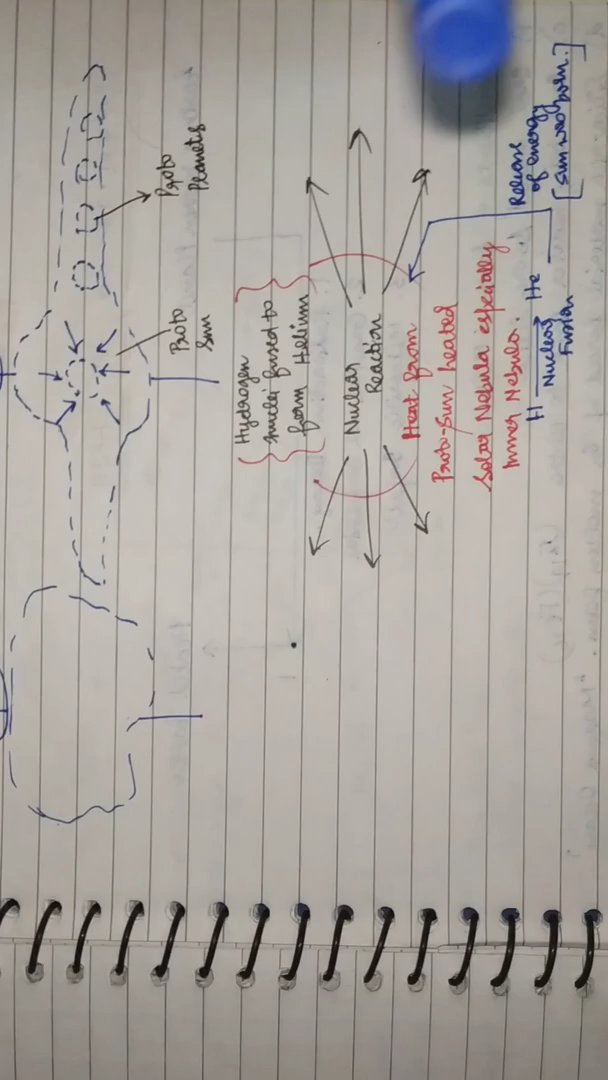 Proto
Planets
Proto
Sun
Hydrogen
nuclei fused to
form Helium
Nuclear
Reaction
Heat from
Proto-Sun heated
Solar Nebula especially
Inner Nebula.
H → He
Nuclear
Fusion
Release
of energy
[Sun was born.]